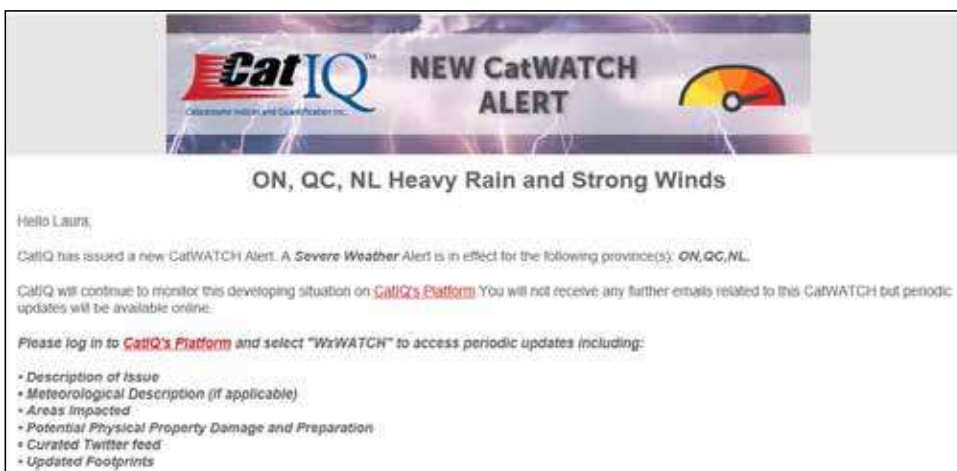 CatIQ™
Catastrophe Indices and Quantification Inc.
NEW CatWATCH
ALERT
ON, QC, NL Heavy Rain and Strong Winds
Hello Laura,
CatIQ has issued a new CatWATCH Alert. A Severe Weather Alert is in effect for the following province(s): ON,QC,NL.
CatIQ will continue to monitor this developing situation on CatIQ's Platform You will not receive any further emails related to this CatWATCH but periodic
updates will be available online.
Please log in to CatIQ's Platform and select "WxWATCH" to access periodic updates including:
• Description of Issue
• Meteorological Description (if applicable)
• Areas Impacted
• Potential Physical Property Damage and Preparation
• Curated Twitter feed
• Updated Footprints